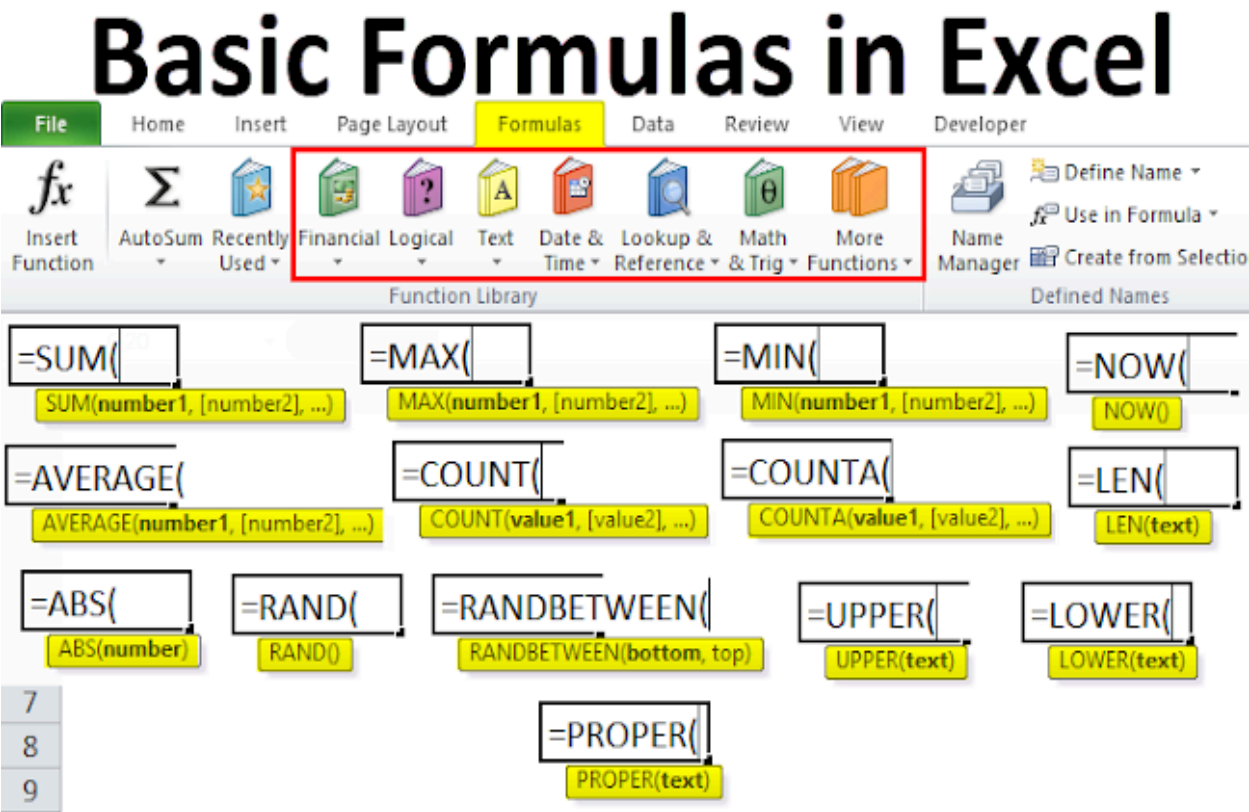 Basic Formulas in Excel
File Home Insert Page Layout Formulas Data Review View Developer
fx Σ ? A θ
Insert Function
AutoSum
Recently Used
Financial
Logical
Text
Date & Time
Lookup & Reference
Math & Trig
More Functions
Name Manager
Define Name
fx Use in Formula
Create from Selectio
Function Library
Defined Names
=SUM( =MAX( =MIN( =NOW(
SUM(number1, [number2], ...) MAX(number1, [number2], ...) MIN(number1, [number2], ...) NOW()
=AVERAGE( =COUNT( =COUNTA( =LEN(
AVERAGE(number1, [number2], ...) COUNT(value1, [value2], ...) COUNTA(value1, [value2], ...) LEN(text)
=ABS( =RAND( =RANDBETWEEN( =UPPER( =LOWER(
ABS(number) RAND() RANDBETWEEN(bottom, top) UPPER(text) LOWER(text)
7
=PROPER(
8
PROPER(text)
9